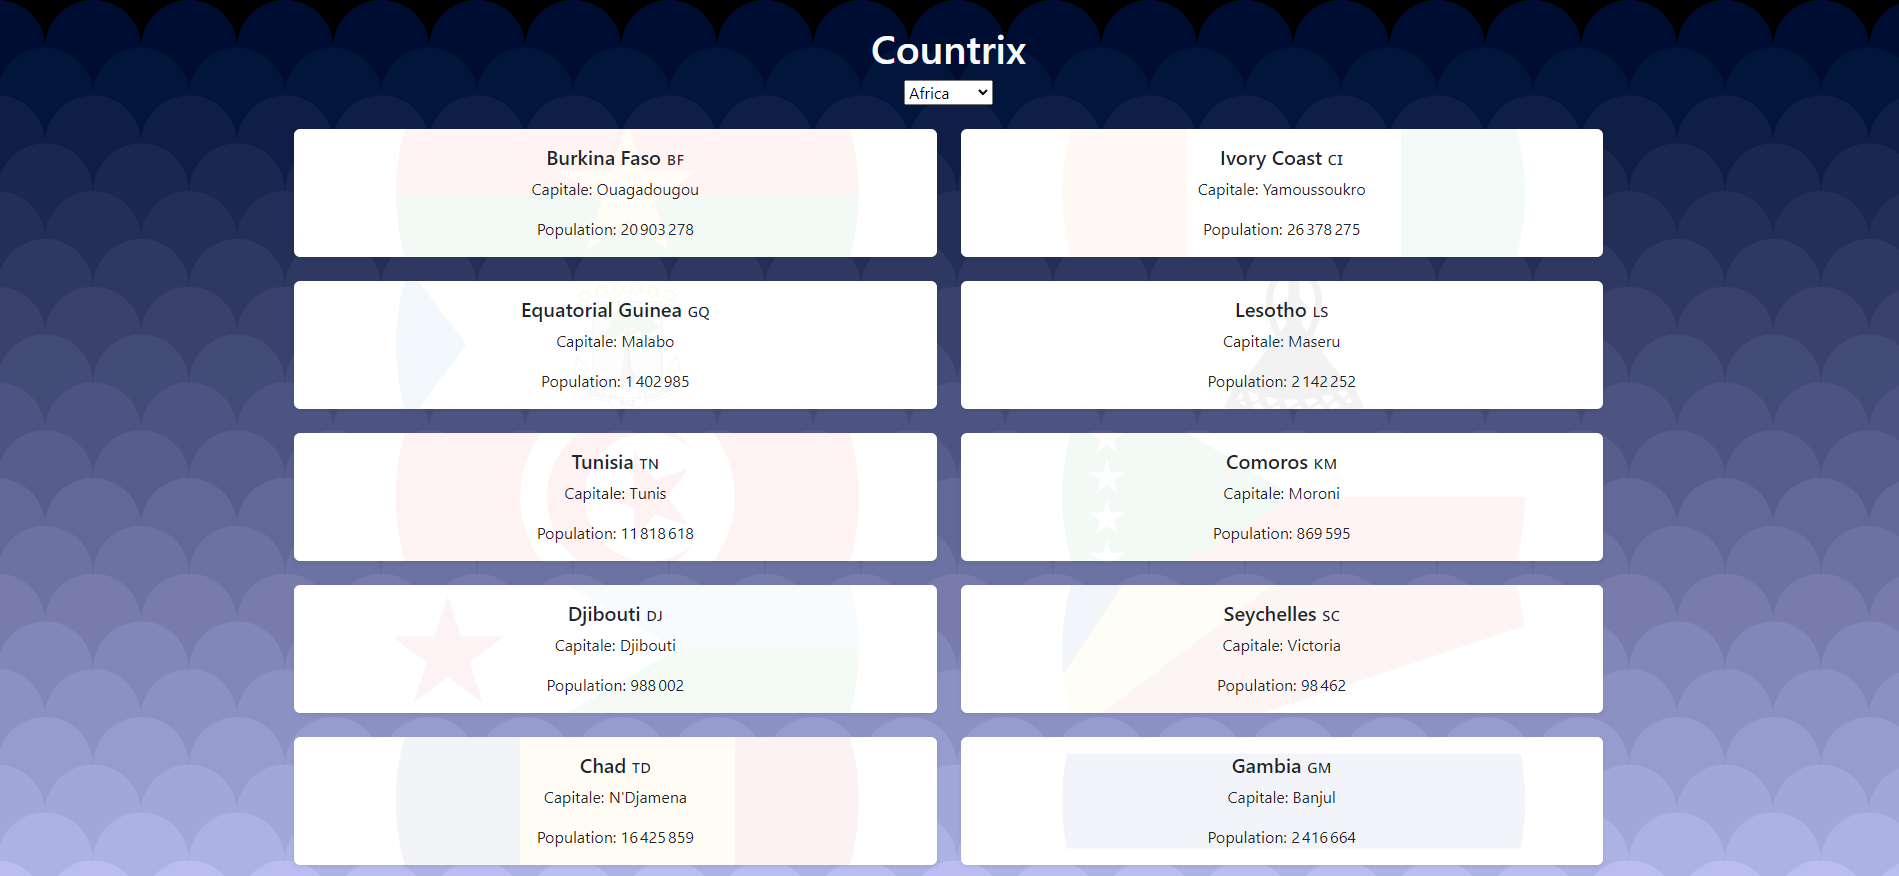 Countrix
Africa
Burkina Faso BF
Capitale: Ouagadougou
Population: 20 903 278
Ivory Coast CI
Capitale: Yamoussoukro
Population: 26 378 275
Equatorial Guinea GQ
Capitale: Malabo
Population: 1 402 985
Lesotho LS
Capitale: Maseru
Population: 2 142 252
Tunisia TN
Capitale: Tunis
Population: 11 818 618
Comoros KM
Capitale: Moroni
Population: 869 595
Djibouti DJ
Capitale: Djibouti
Population: 988 002
Seychelles SC
Capitale: Victoria
Population: 98 462
Chad TD
Capitale: N'Djamena
Population: 16 425 859
Gambia GM
Capitale: Banjul
Population: 2 416 664